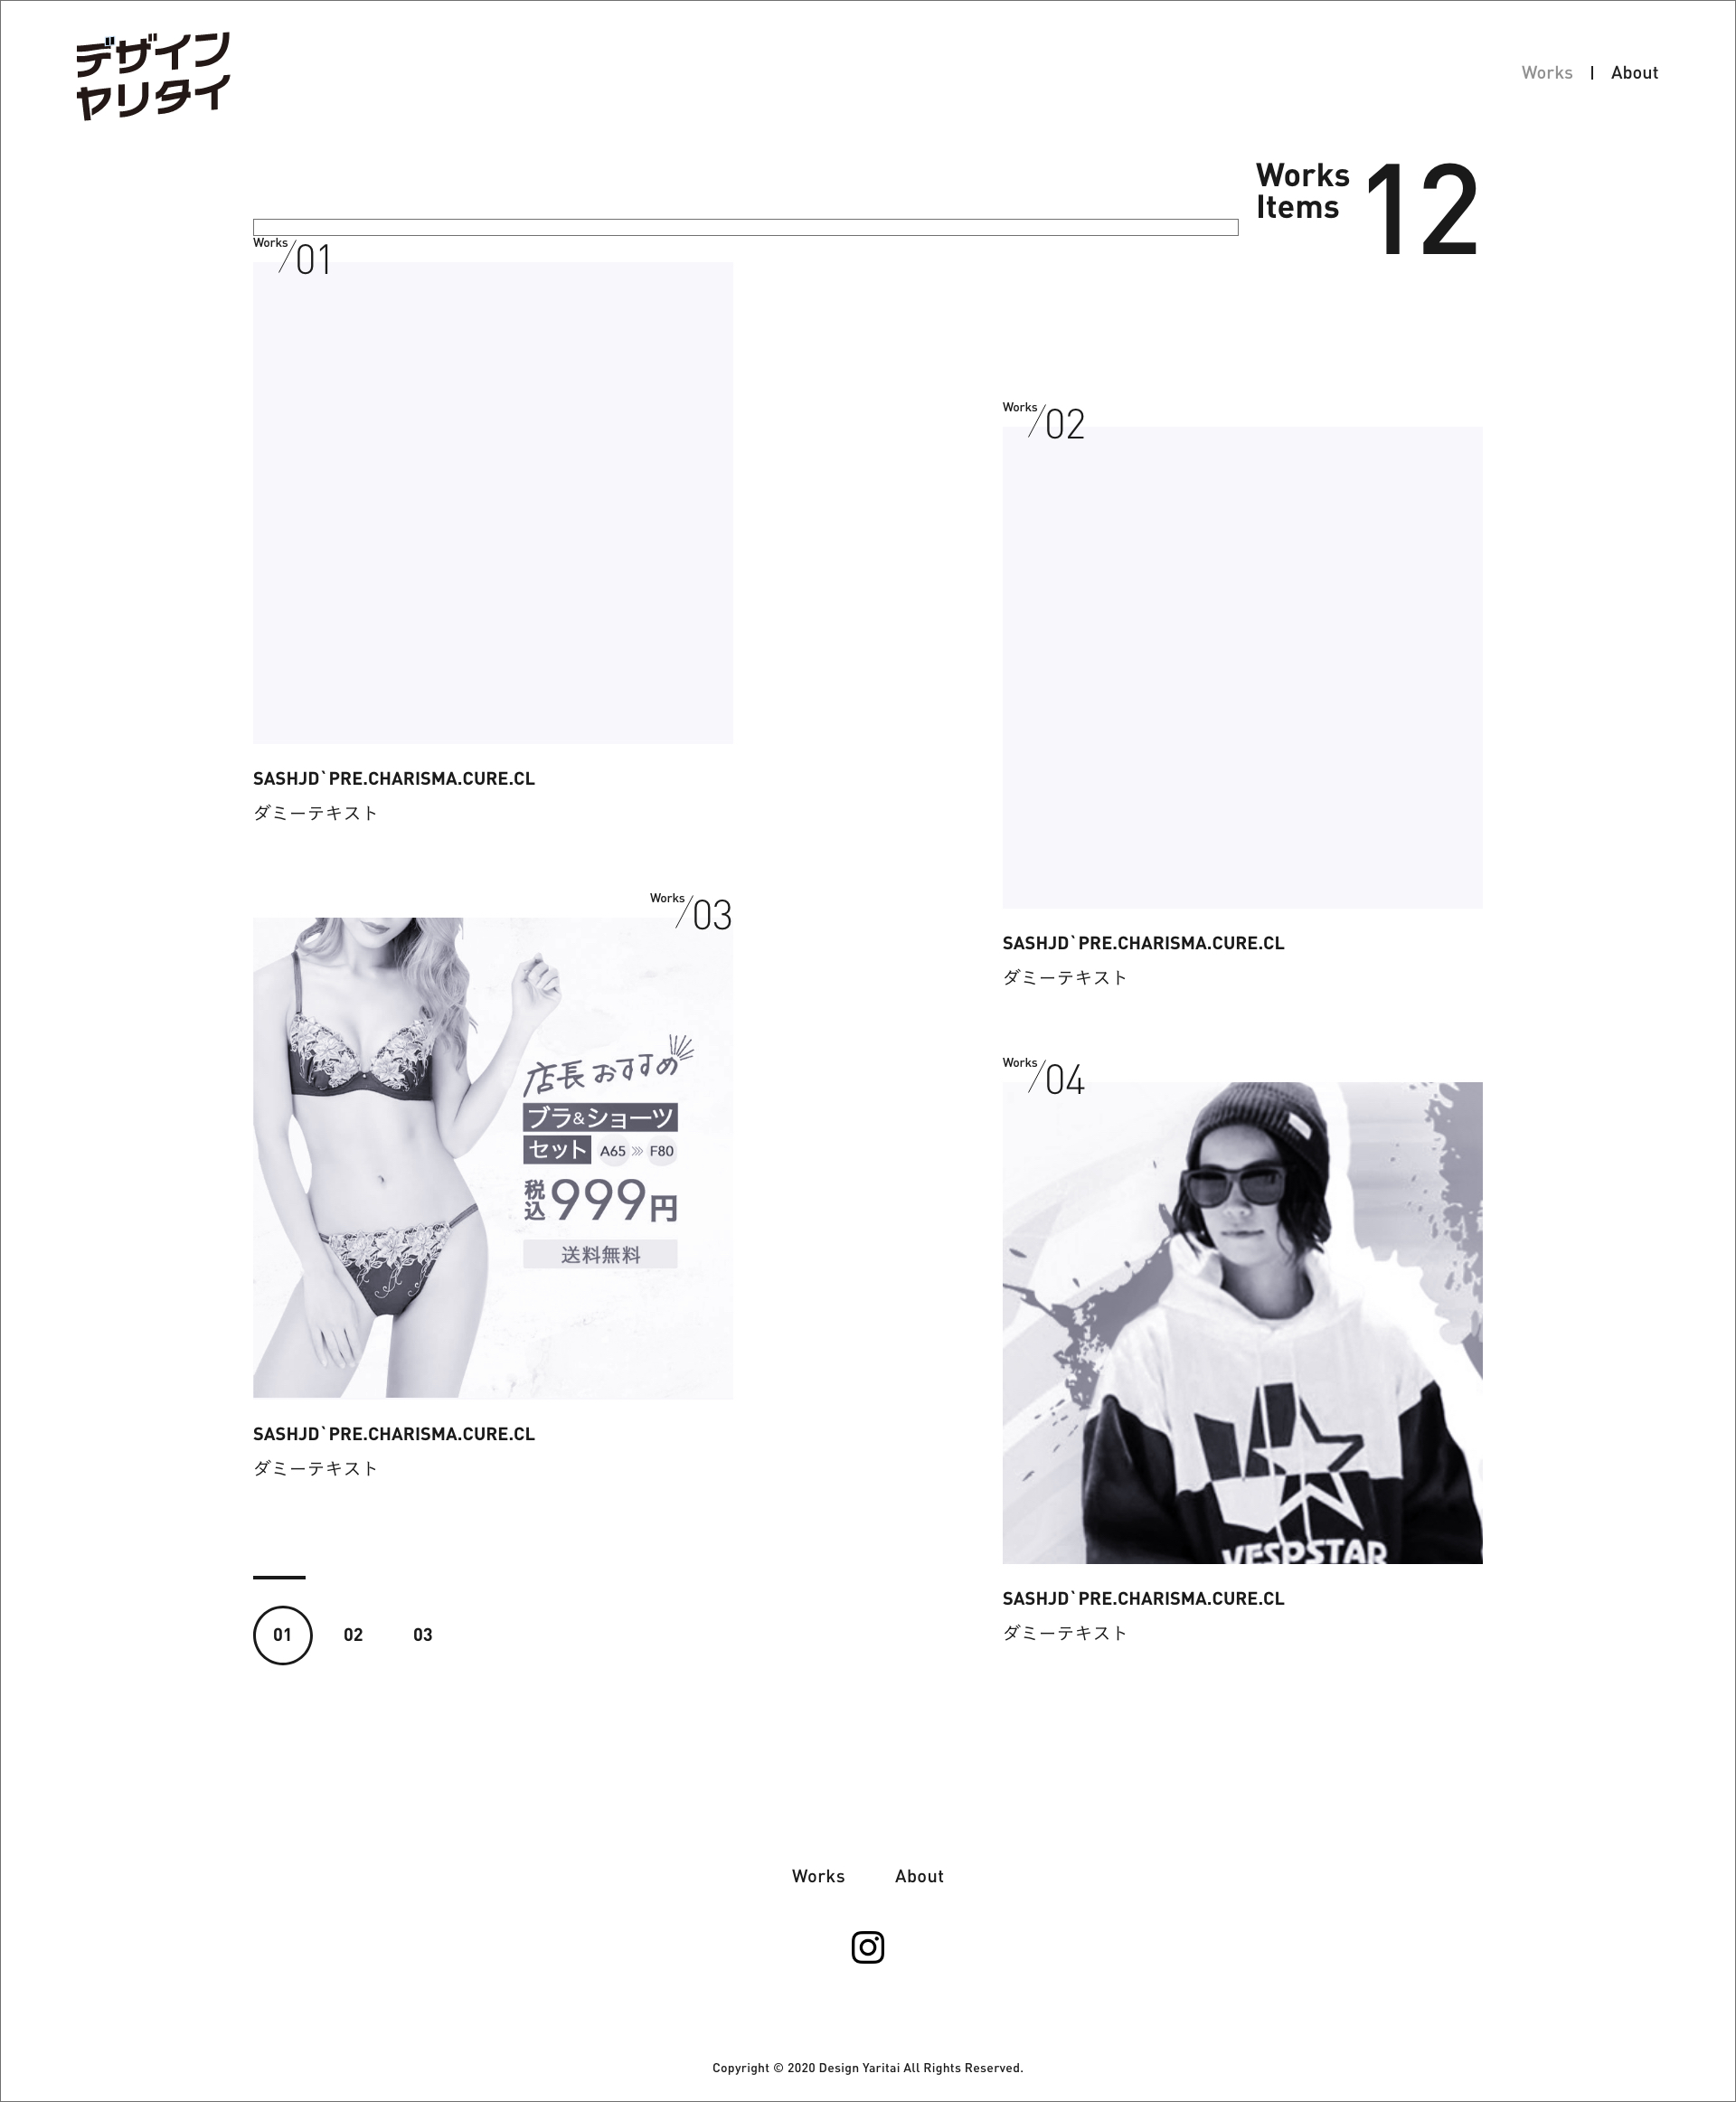 デザイン
ヤリタイ
Works | About
Works
Items 12
Works/01
Works/02
SASHJD`PRE.CHARISMA.CURE.CL
ダミーテキスト
Works/03
SASHJD`PRE.CHARISMA.CURE.CL
ダミーテキスト
店長おすすめ
ブラ&ショーツ
セット A65 >>> F80
税込999円
送料無料
Works/04
VESPSTAR
SASHJD`PRE.CHARISMA.CURE.CL
ダミーテキスト
SASHJD`PRE.CHARISMA.CURE.CL
ダミーテキスト
01 02 03
Works About
Copyright © 2020 Design Yaritai All Rights Reserved.